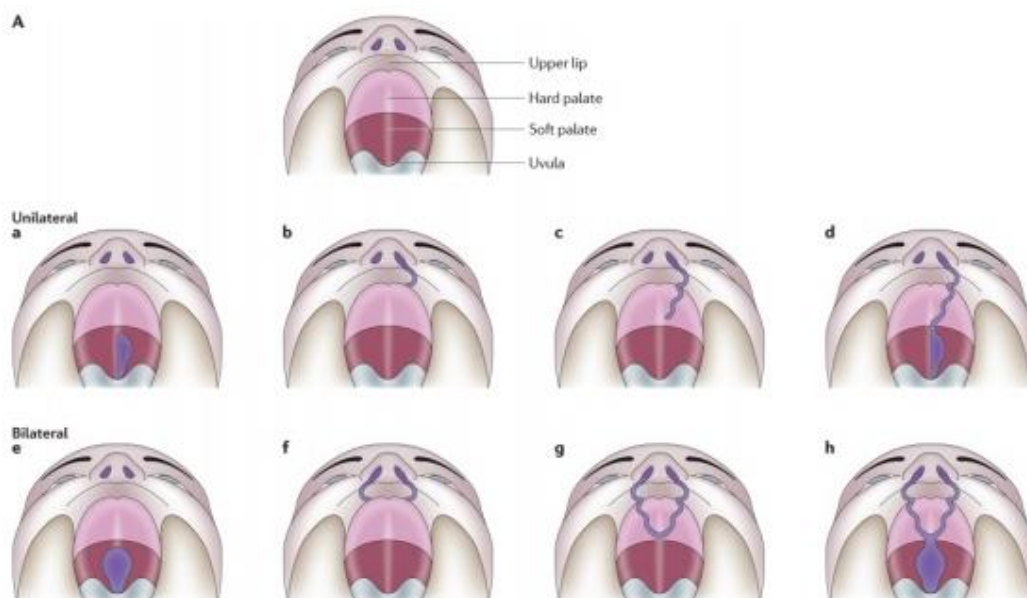 A
Upper lip
Hard palate
Soft palate
Uvula
Unilateral
a b c d
Bilateral
e f g h